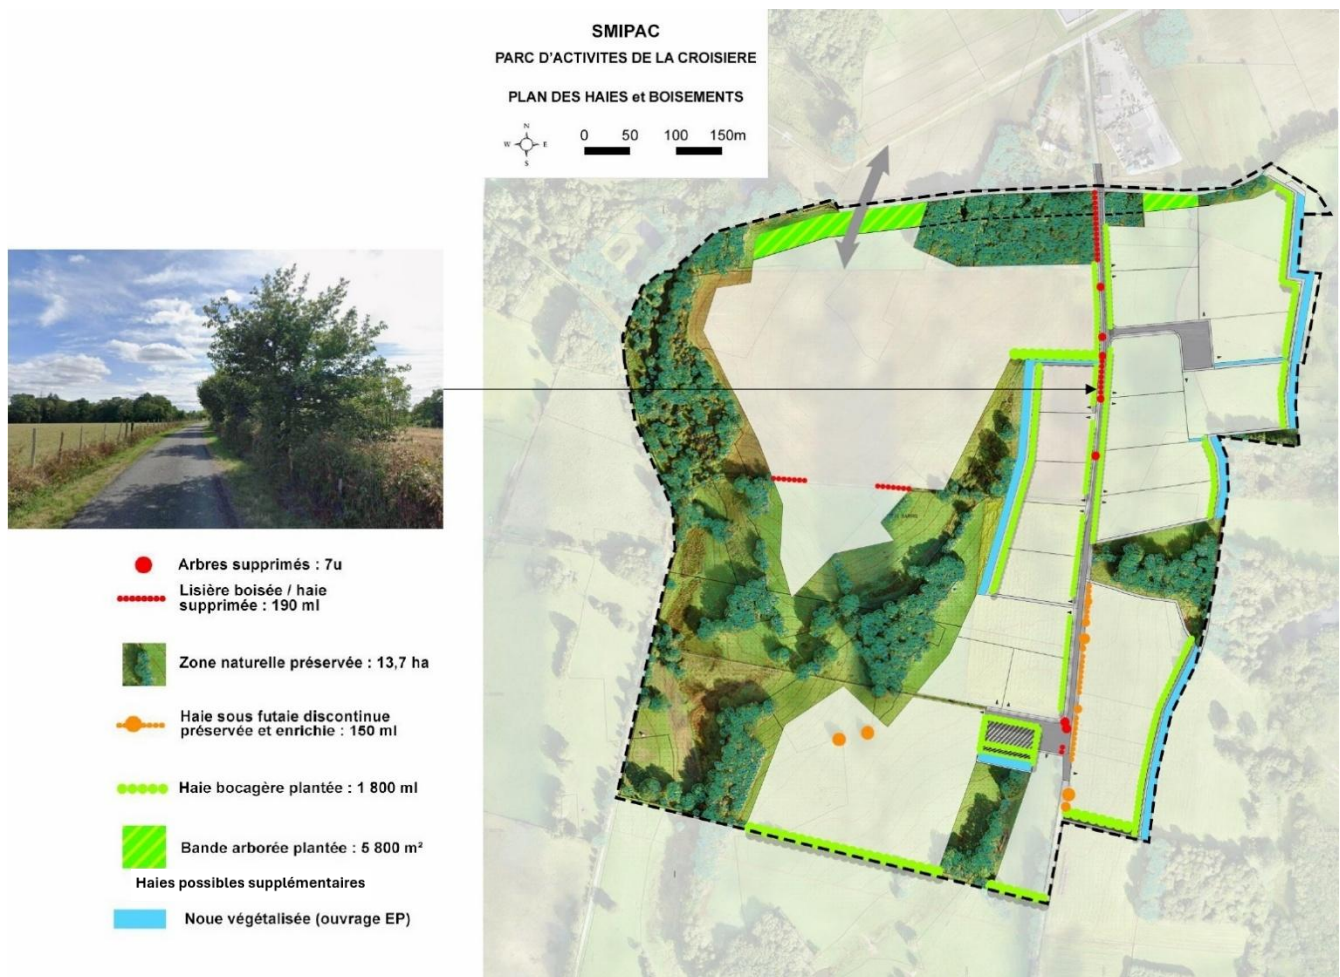 SMIPAC
PARC D'ACTIVITES DE LA CROISIERE
PLAN DES HAIES et BOISEMENTS
N
W E
S
0 50 100 150m
Arbres supprimés : 7u
Lisière boisée / haie
supprimée : 190 ml
Zone naturelle préservée : 13,7 ha
Haie sous futaie discontinue
préservée et enrichie : 150 ml
Haie bocagère plantée : 1 800 ml
Bande arborée plantée : 5 800 m²
Haies possibles supplémentaires
Noue végétalisée (ouvrage EP)